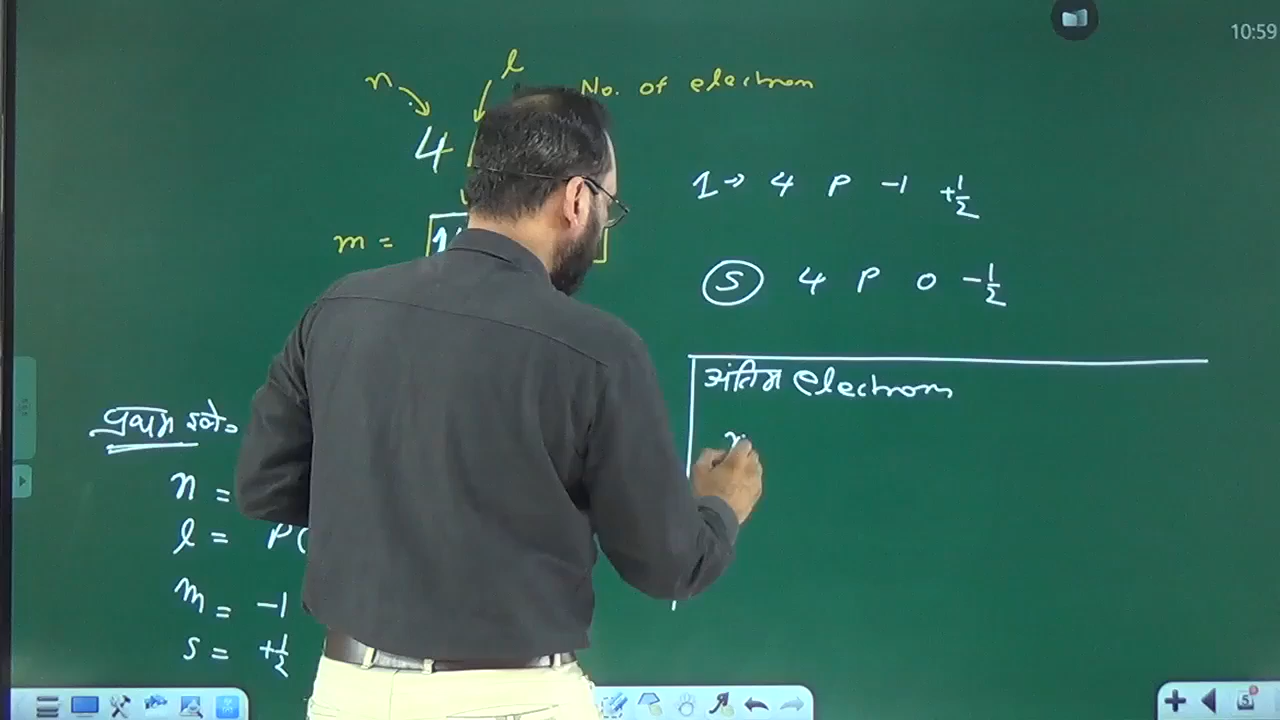 10:59
n
l
No. of electron
4
m =
1 → 4 P -1 +1/2
(5) 4 P 0 -1/2
अंतिम electron
n
प्रथम
n =
l = P(
m = -1
s = +1/2